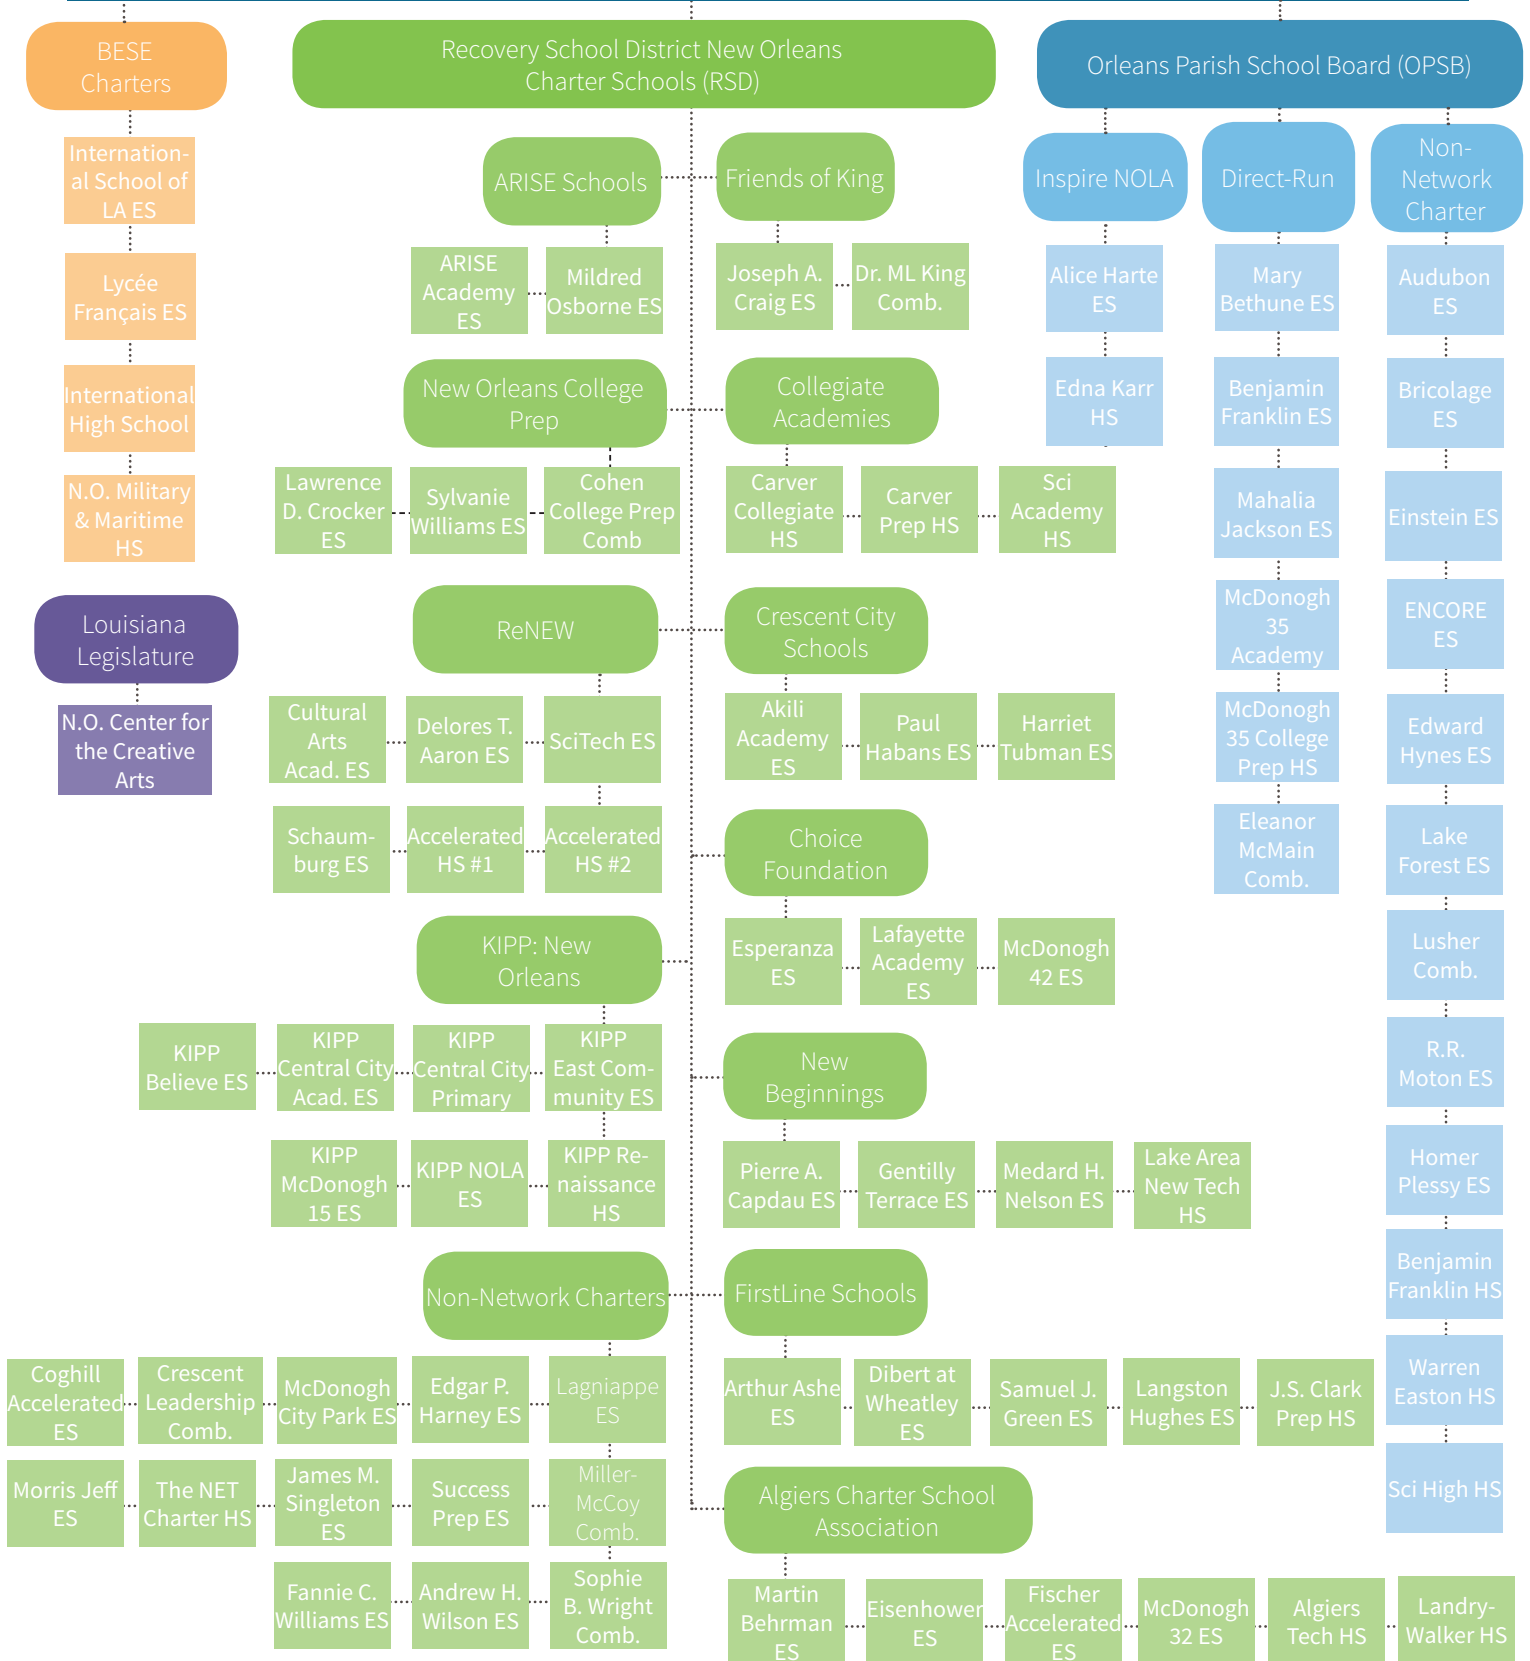 BESE
Charters
Internation-
al School of
LA ES
Lycée
Français ES
International
High School
N.O. Military
& Maritime
HS
Louisiana
Legislature
N.O. Center for
the Creative
Arts
Recovery School District New Orleans
Charter Schools (RSD)
ARISE Schools
ARISE
Academy
ES
Mildred
Osborne ES
Friends of King
Joseph A.
Craig ES
Dr. ML King
Comb.
New Orleans College
Prep
Lawrence
D. Crocker
ES
Sylvanie
Williams ES
Cohen
College Prep
Comb
Collegiate
Academies
Carver
Collegiate
HS
Carver
Prep HS
Sci
Academy
HS
ReNEW
Cultural
Arts
Acad. ES
Delores T.
Aaron ES
SciTech ES
Schaum-
burg ES
Accelerated
HS #1
Accelerated
HS #2
Crescent City
Schools
Akili
Academy
ES
Paul
Habans ES
Harriet
Tubman ES
Choice
Foundation
Esperanza
ES
Lafayette
Academy
ES
McDonogh
42 ES
KIPP: New
Orleans
KIPP
Believe ES
KIPP
Central City
Acad. ES
KIPP
Central City
Primary
KIPP
East Com-
munity ES
KIPP
McDonogh
15 ES
KIPP NOLA
ES
KIPP Re-
naissance
HS
New
Beginnings
Pierre A.
Capdau ES
Gentilly
Terrace ES
Medard H.
Nelson ES
Lake Area
New Tech
HS
Non-Network Charters
Coghill
Accelerated
ES
Crescent
Leadership
Comb.
McDonogh
City Park ES
Edgar P.
Harney ES
Lagniappe
ES
Morris Jeff
ES
The NET
Charter HS
James M.
Singleton
ES
Success
Prep ES
Miller-
McCoy
Comb.
Fannie C.
Williams ES
Andrew H.
Wilson ES
Sophie
B. Wright
Comb.
FirstLine Schools
Arthur Ashe
ES
Dibert at
Wheatley
ES
Samuel J.
Green ES
Langston
Hughes ES
J.S. Clark
Prep HS
Algiers Charter School
Association
Martin
Behrman
ES
Eisenhower
ES
Fischer
Accelerated
ES
McDonogh
32 ES
Algiers
Tech HS
Landry-
Walker HS
Orleans Parish School Board (OPSB)
Inspire NOLA
Alice Harte
ES
Edna Karr
HS
Direct-Run
Mary
Bethune ES
Benjamin
Franklin ES
Mahalia
Jackson ES
McDonogh
35
Academy
McDonogh
35 College
Prep HS
Eleanor
McMain
Comb.
Non-
Network
Charter
Audubon
ES
Bricolage
ES
Einstein ES
ENCORE
ES
Edward
Hynes ES
Lake
Forest ES
Lusher
Comb.
R.R.
Moton ES
Homer
Plessy ES
Benjamin
Franklin HS
Warren
Easton HS
Sci High HS